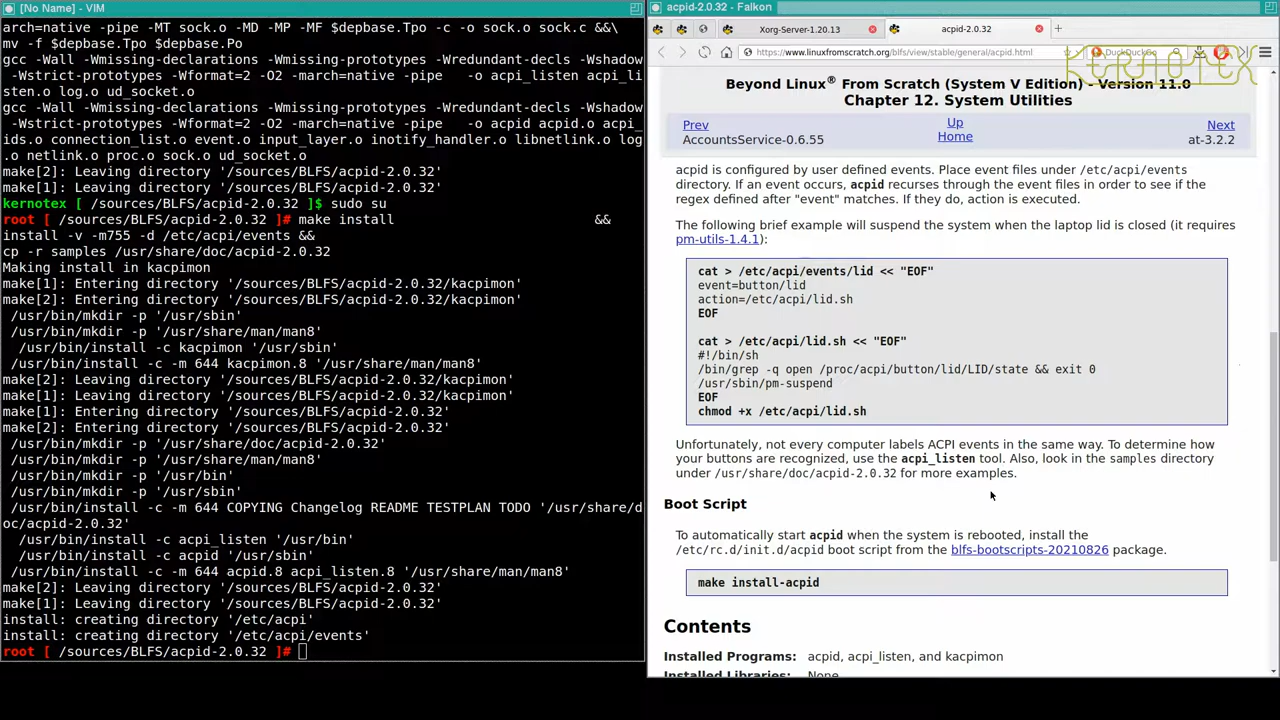 [No Name] - VIM
arch=native -pipe -MT sock.o -MD -MP -MF $depbase.Tpo -c -o sock.o sock.c &&\
mv -f $depbase.Tpo $depbase.Po
gcc -Wall -Wundef -Wmissing-declarations -Wredundant-decls -Wshadow
 -Wstrict-prototypes -Wformat=2 -O2 -march=native -pipe   -o acpi_listen acpi_li
sten.o log.o ud_socket.o
gcc -Wall -Wundef -Wmissing-declarations -Wmissing-prototypes -Wredundant-decls -Wshadow
 -Wstrict-prototypes -Wformat=2 -O2 -march=native -pipe   -o acpid acpid.o acpi_
ids.o connection_list.o event.o input_layer.o inotify_handler.o libnetlink.o log
.o netlink.o proc.o sock.o ud_socket.o
make[2]: Leaving directory '/sources/BLFS/acpid-2.0.32'
make[1]: Leaving directory '/sources/BLFS/acpid-2.0.32'
kernotex [ /sources/BLFS/acpid-2.0.32 ]$ sudo su
root [ /sources/BLFS/acpid-2.0.32 ]# make install                         &&
install -v -m755 -d /etc/acpi/events &&
cp -r samples /usr/share/doc/acpid-2.0.32
Making install in kacpimon
make[1]: Entering directory '/sources/BLFS/acpid-2.0.32/kacpimon'
make[2]: Entering directory '/sources/BLFS/acpid-2.0.32/kacpimon'
 /usr/bin/mkdir -p '/usr/sbin'
 /usr/bin/mkdir -p '/usr/share/man/man8'
  /usr/bin/install -c kacpimon '/usr/sbin'
 /usr/bin/install -c -m 644 kacpimon.8 '/usr/share/man/man8'
make[2]: Leaving directory '/sources/BLFS/acpid-2.0.32/kacpimon'
make[1]: Leaving directory '/sources/BLFS/acpid-2.0.32/kacpimon'
make[1]: Entering directory '/sources/BLFS/acpid-2.0.32'
make[2]: Entering directory '/sources/BLFS/acpid-2.0.32'
 /usr/bin/mkdir -p '/usr/share/doc/acpid-2.0.32'
 /usr/bin/mkdir -p '/usr/share/man/man8'
 /usr/bin/mkdir -p '/usr/bin'
 /usr/bin/mkdir -p '/usr/sbin'
 /usr/bin/install -c -m 644 COPYING Changelog README TESTPLAN TODO '/usr/share/d
oc/acpid-2.0.32'
  /usr/bin/install -c acpi_listen '/usr/bin'
  /usr/bin/install -c acpid '/usr/sbin'
 /usr/bin/install -c -m 644 acpid.8 acpi_listen.8 '/usr/share/man/man8'
make[2]: Leaving directory '/sources/BLFS/acpid-2.0.32'
make[1]: Leaving directory '/sources/BLFS/acpid-2.0.32'
install: creating directory '/etc/acpi'
install: creating directory '/etc/acpi/events'
root [ /sources/BLFS/acpid-2.0.32 ]#
acpid-2.0.32 - Falkon
Xorg-Server-1.20.13
acpid-2.0.32
https://www.linuxfromscratch.org/blfs/view/stable/general/acpid.html
DuckDuckGo
KERNOTEX
Beyond Linux® From Scratch (System V Edition) - Version 11.0
Chapter 12. System Utilities
Prev
Up
Next
AccountsService-0.6.55
Home
at-3.2.2
acpid is configured by user defined events. Place event files under /etc/acpi/events
directory. If an event occurs, acpid recurses through the event files in order to see if the
regex defined after "event" matches. If they do, action is executed.
The following brief example will suspend the system when the laptop lid is closed (it requires
pm-utils-1.4.1):
cat > /etc/acpi/events/lid << "EOF"
event=button/lid
action=/etc/acpi/lid.sh
EOF
cat > /etc/acpi/lid.sh << "EOF"
#!/bin/sh
/bin/grep -q open /proc/acpi/button/lid/LID/state && exit 0
/usr/sbin/pm-suspend
EOF
chmod +x /etc/acpi/lid.sh
Unfortunately, not every computer labels ACPI events in the same way. To determine how
your buttons are recognized, use the acpi_listen tool. Also, look in the samples directory
under /usr/share/doc/acpid-2.0.32 for more examples.
Boot Script
To automatically start acpid when the system is rebooted, install the
/etc/rc.d/init.d/acpid boot script from the blfs-bootscripts-20210826 package.
make install-acpid
Contents
Installed Programs: acpid, acpi_listen, and kacpimon
Installed Libraries: None